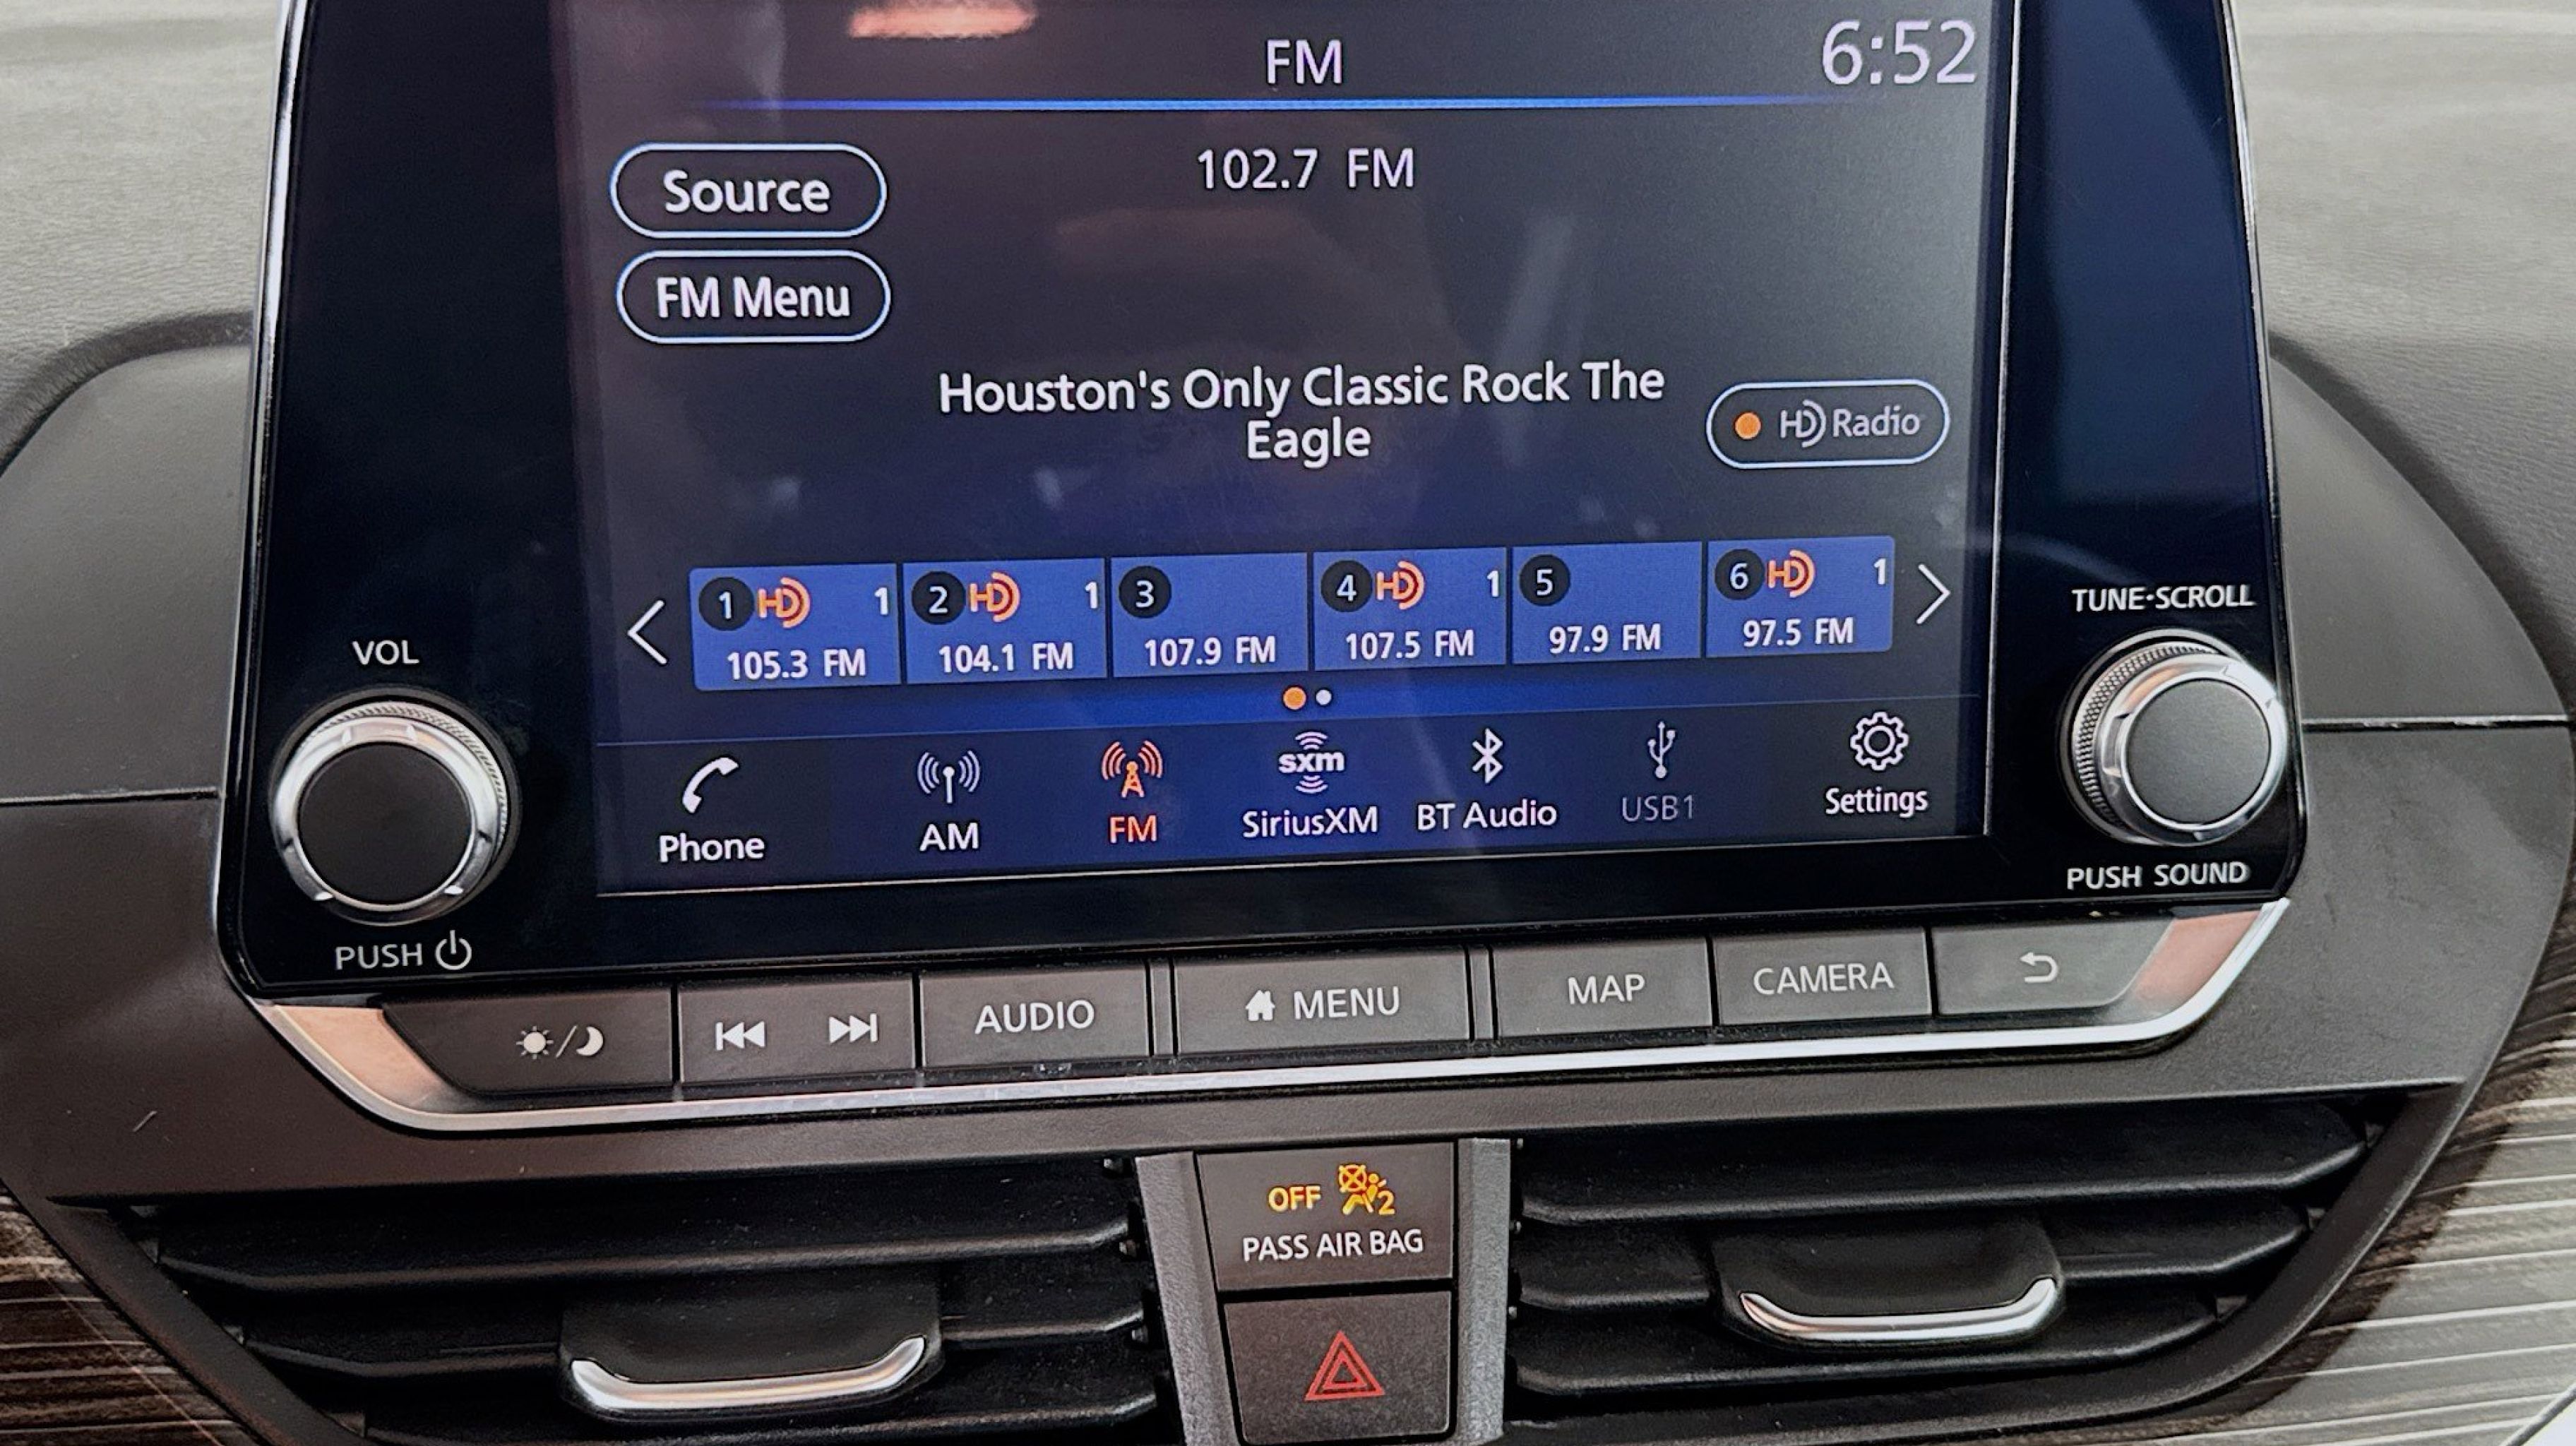 FM
6:52
102.7 FM
Source
FM Menu
Houston's Only Classic Rock The
Eagle
HD Radio
1 HD 1
105.3 FM
2 HD 1
104.1 FM
3
107.9 FM
4 HD 1
107.5 FM
5
97.9 FM
6 HD 1
97.5 FM
VOL
PUSH
TUNE·SCROLL
PUSH SOUND
Phone
AM
FM
sxm
SiriusXM
BT Audio
USB1
Settings
AUDIO
MENU
MAP
CAMERA
OFF 2
PASS AIR BAG